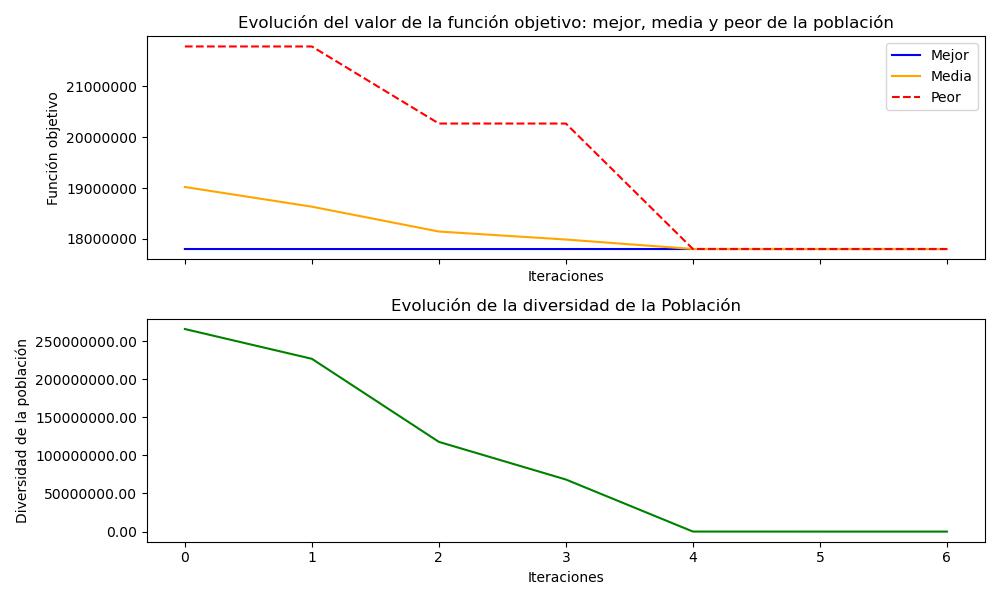 Evolución del valor de la función objetivo: mejor, media y peor de la población
Función objetivo
21000000
20000000
19000000
18000000
Mejor
Media
Peor
Iteraciones
Evolución de la diversidad de la Población
Diversidad de la población
250000000.00
200000000.00
150000000.00
100000000.00
50000000.00
0.00
0 1 2 3 4 5 6
Iteraciones